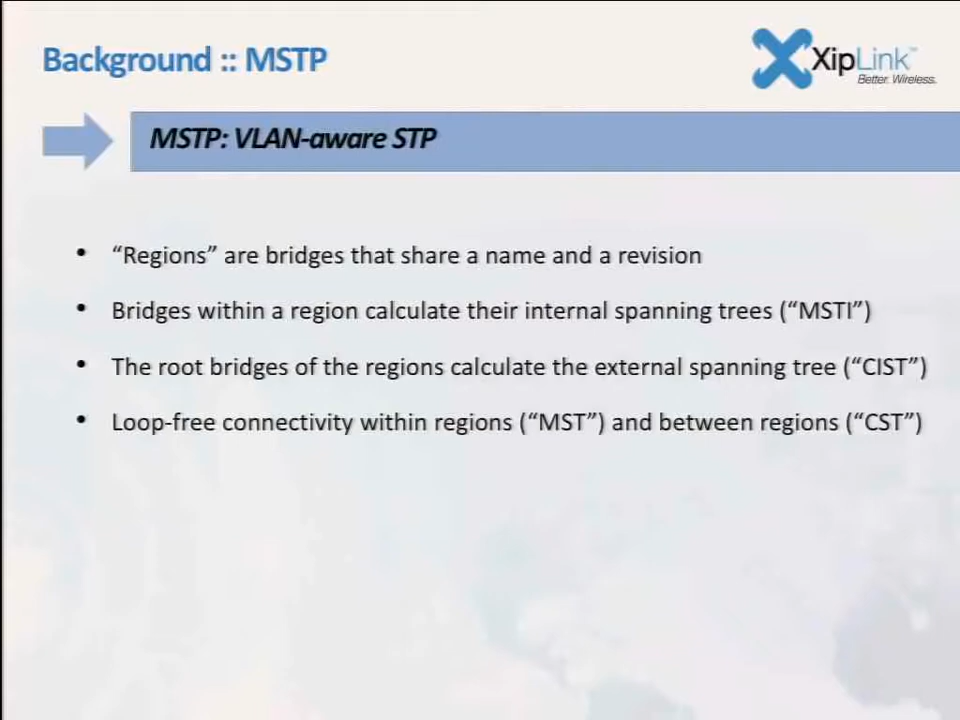 Background :: MSTP
XipLink™
Better. Wireless.
MSTP: VLAN-aware STP
• “Regions” are bridges that share a name and a revision
• Bridges within a region calculate their internal spanning trees (“MSTI”)
• The root bridges of the regions calculate the external spanning tree (“CIST”)
• Loop-free connectivity within regions (“MST”) and between regions (“CST”)